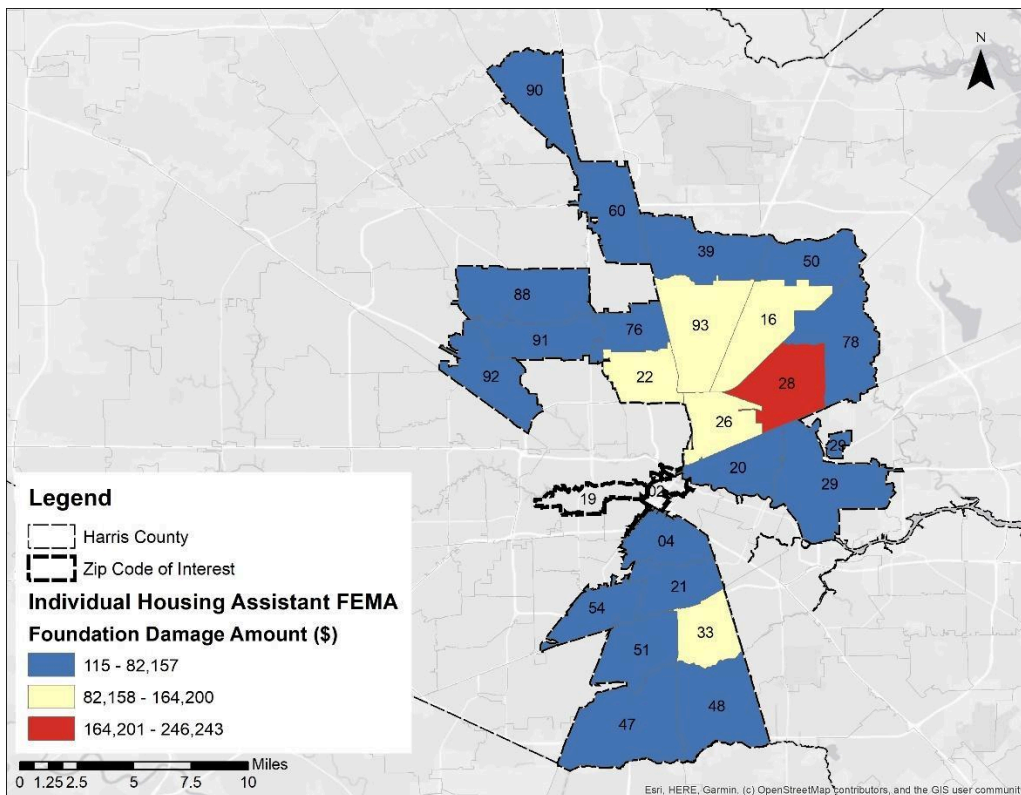 N
90
60
39
50
88
76
93
16
78
91
92
22
28
26
29
20
29
19
02
04
21
54
33
51
48
47
Legend
Harris County
Zip Code of Interest
Individual Housing Assistant FEMA
Foundation Damage Amount ($)
115 - 82,157
82,158 - 164,200
164,201 - 246,243
Miles
0 1.25 2.5 5 7.5 10
Esri, HERE, Garmin, (c) OpenStreetMap contributors, and the GIS user communit